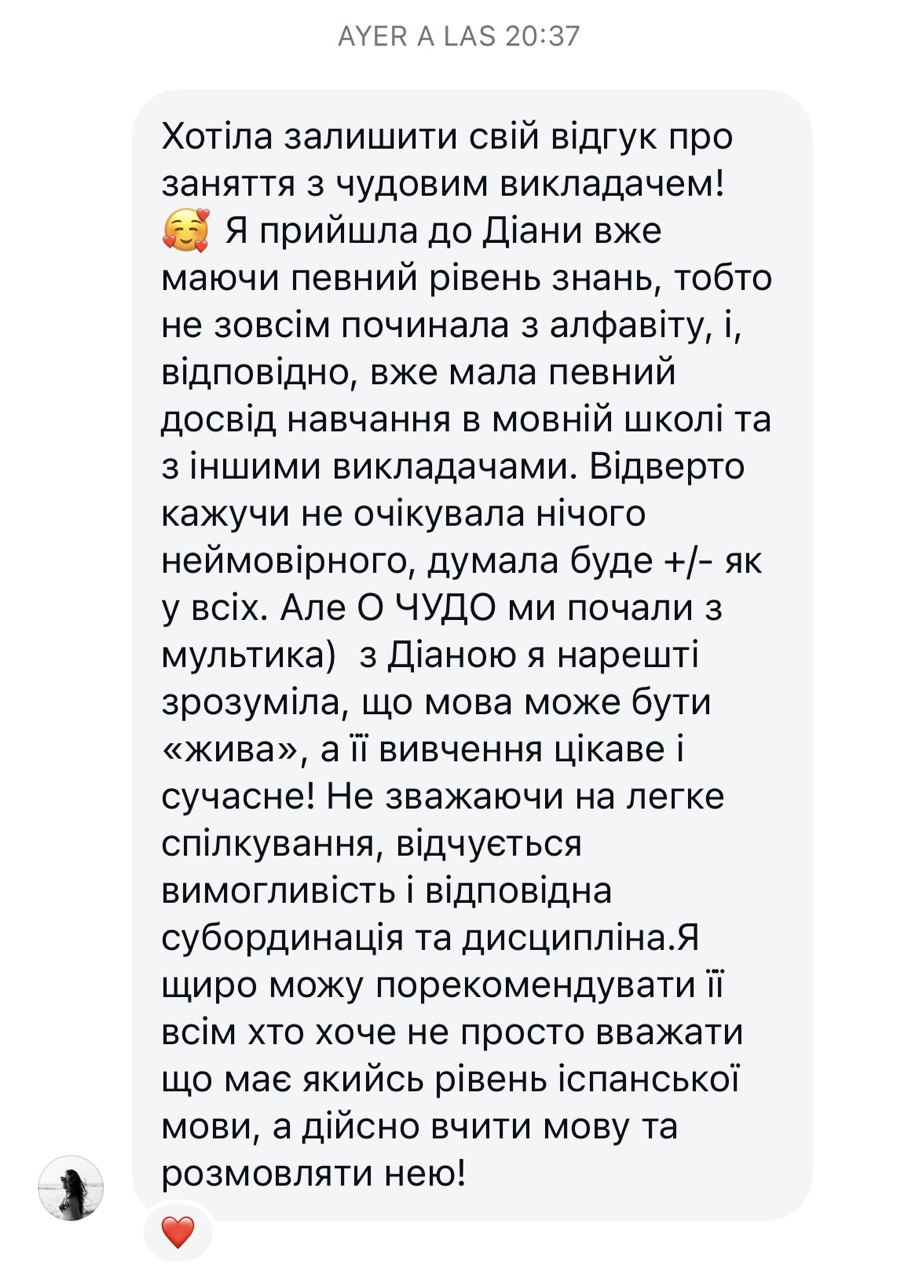 AYER A LAS 20:37
Хотіла залишити свій відгук про
заняття з чудовим викладачем!
🥰 Я прийшла до Діани вже
маючи певний рівень знань, тобто
не зовсім починала з алфавіту, і,
відповідно, вже мала певний
досвід навчання в мовній школі та
з іншими викладачами. Відверто
кажучи не очікувала нічого
неймовірного, думала буде +/- як
у всіх. Але О ЧУДО ми почали з
мультика)  з Діаною я нарешті
зрозуміла, що мова може бути
«жива», а її вивчення цікаве і
сучасне! Не зважаючи на легке
спілкування, відчується
вимогливість і відповідна
субординація та дисципліна.Я
щиро можу порекомендувати її
всім хто хоче не просто вважати
що має якийсь рівень іспанської
мови, а дійсно вчити мову та
розмовляти нею!
❤️